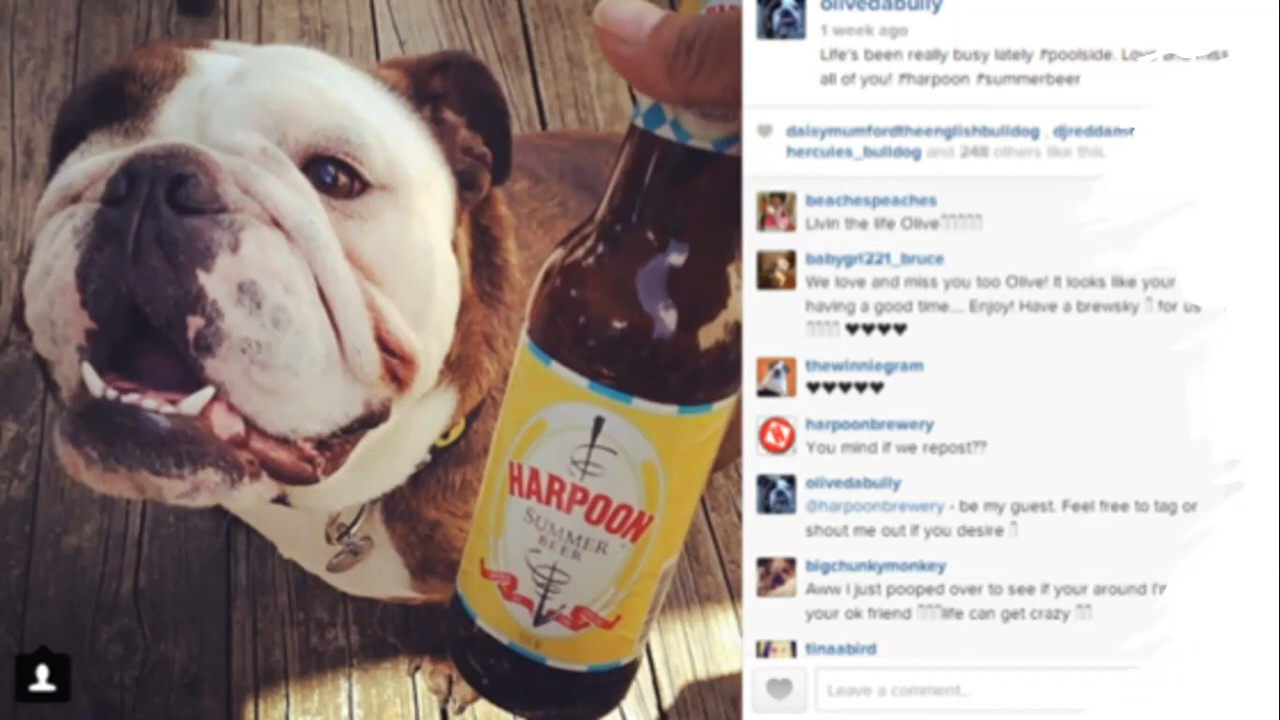 HARPOON
SUMMER
BEER
olivedabully
1 week ago
Life's been really busy lately #poolside.
all of you! #harpoon #summerbeer
daisymumfordtheenglishbulldog ,
hercules_bulldog and 248 others like this.
beachespeaches
Livin the life Olive
babygrl221_bruce
We love and miss you too Olive! It looks like your
having a good time.... Enjoy! Have a brewsky for us
♥♥♥♥
thewinniegram
♥♥♥♥♥
harpoonbrewery
You mind if we repost??
olivedabully
@harpoonbrewery - be my guest. Feel free to tag or
shout me out if you desire
bigchunkymonkey
Aww I just pooped over to see if your around
your ok friend life can get crazy
tinaabird
Leave a comment...